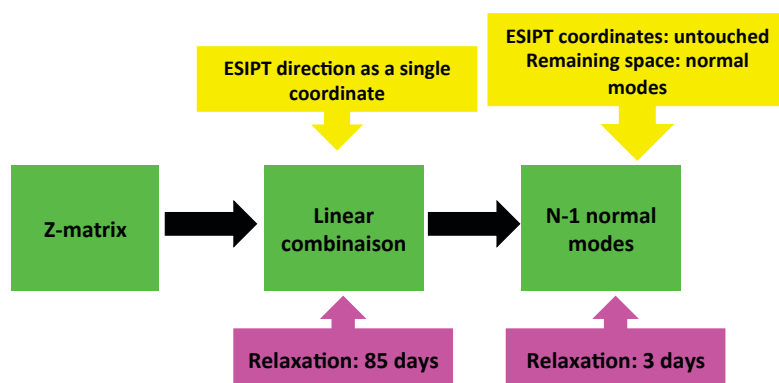 ESIPT direction as a single
coordinate
ESIPT coordinates: untouched
Remaining space: normal
modes
Z-matrix
Linear
combinaison
N-1 normal
modes
Relaxation: 85 days
Relaxation: 3 days